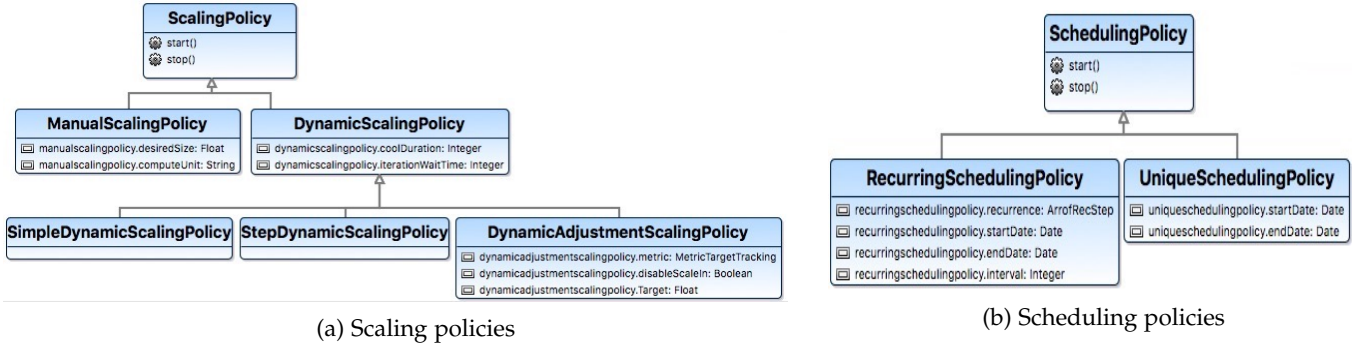 ScalingPolicy
start()
stop()
ManualScalingPolicy
manualscalingpolicy.desiredSize: Float
manualscalingpolicy.computeUnit: String
DynamicScalingPolicy
dynamicscalingpolicy.coolDuration: Integer
dynamicscalingpolicy.iterationWaitTime: Integer
SimpleDynamicScalingPolicy
StepDynamicScalingPolicy
DynamicAdjustmentScalingPolicy
dynamicadjustmentscalingpolicy.metric: MetricTargetTracking
dynamicadjustmentscalingpolicy.disableScaleIn: Boolean
dynamicadjustmentscalingpolicy.Target: Float
(a) Scaling policies
SchedulingPolicy
start()
stop()
RecurringSchedulingPolicy
recurringschedulingpolicy.recurrence: ArrofRecStep
recurringschedulingpolicy.startDate: Date
recurringschedulingpolicy.endDate: Date
recurringschedulingpolicy.interval: Integer
UniqueSchedulingPolicy
uniqueschedulingpolicy.startDate: Date
uniqueschedulingpolicy.endDate: Date
(b) Scheduling policies